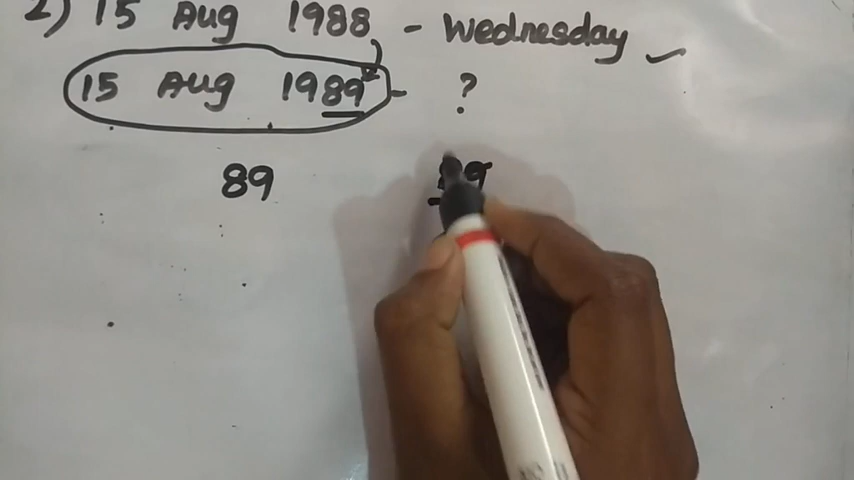 2) 15 Aug 1988 - Wednesday ✓
15 Aug 1989 - ?
89